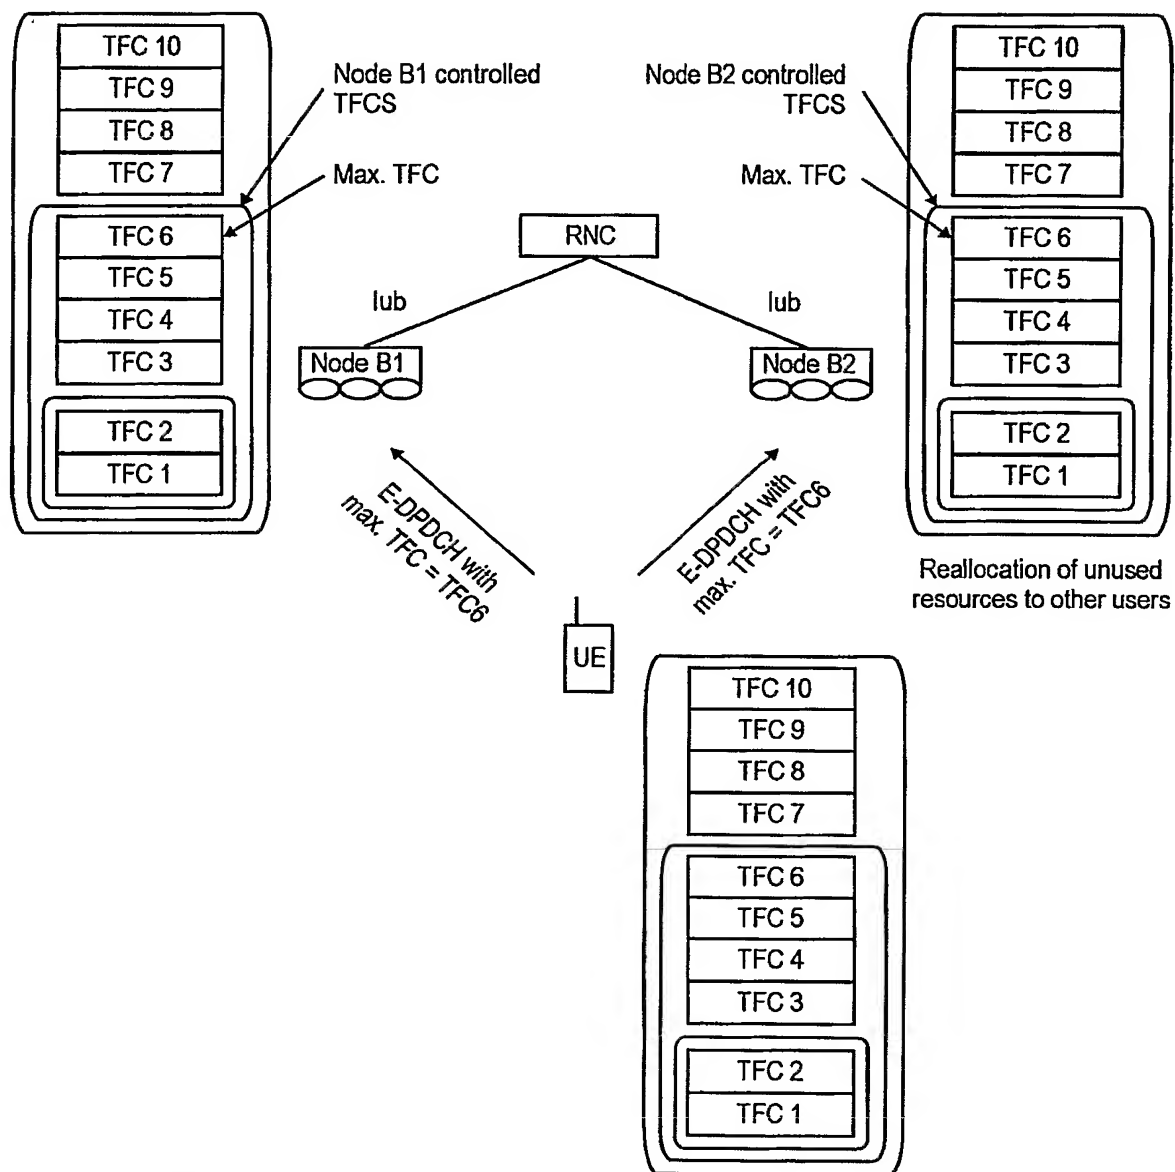 TFC 10
TFC 9
TFC 8
TFC 7
TFC 6
TFC 5
TFC 4
TFC 3
TFC 2
TFC 1
Node B1 controlled
TFCS
Max. TFC
Node B2 controlled
TFCS
Max. TFC
RNC
Iub
Iub
Node B1
Node B2
E-DPDCH with
max. TFC = TFC6
E-DPDCH with
max. TFC = TFC6
UE
TFC 10
TFC 9
TFC 8
TFC 7
TFC 6
TFC 5
TFC 4
TFC 3
TFC 2
TFC 1
Reallocation of unused
resources to other users
TFC 10
TFC 9
TFC 8
TFC 7
TFC 6
TFC 5
TFC 4
TFC 3
TFC 2
TFC 1